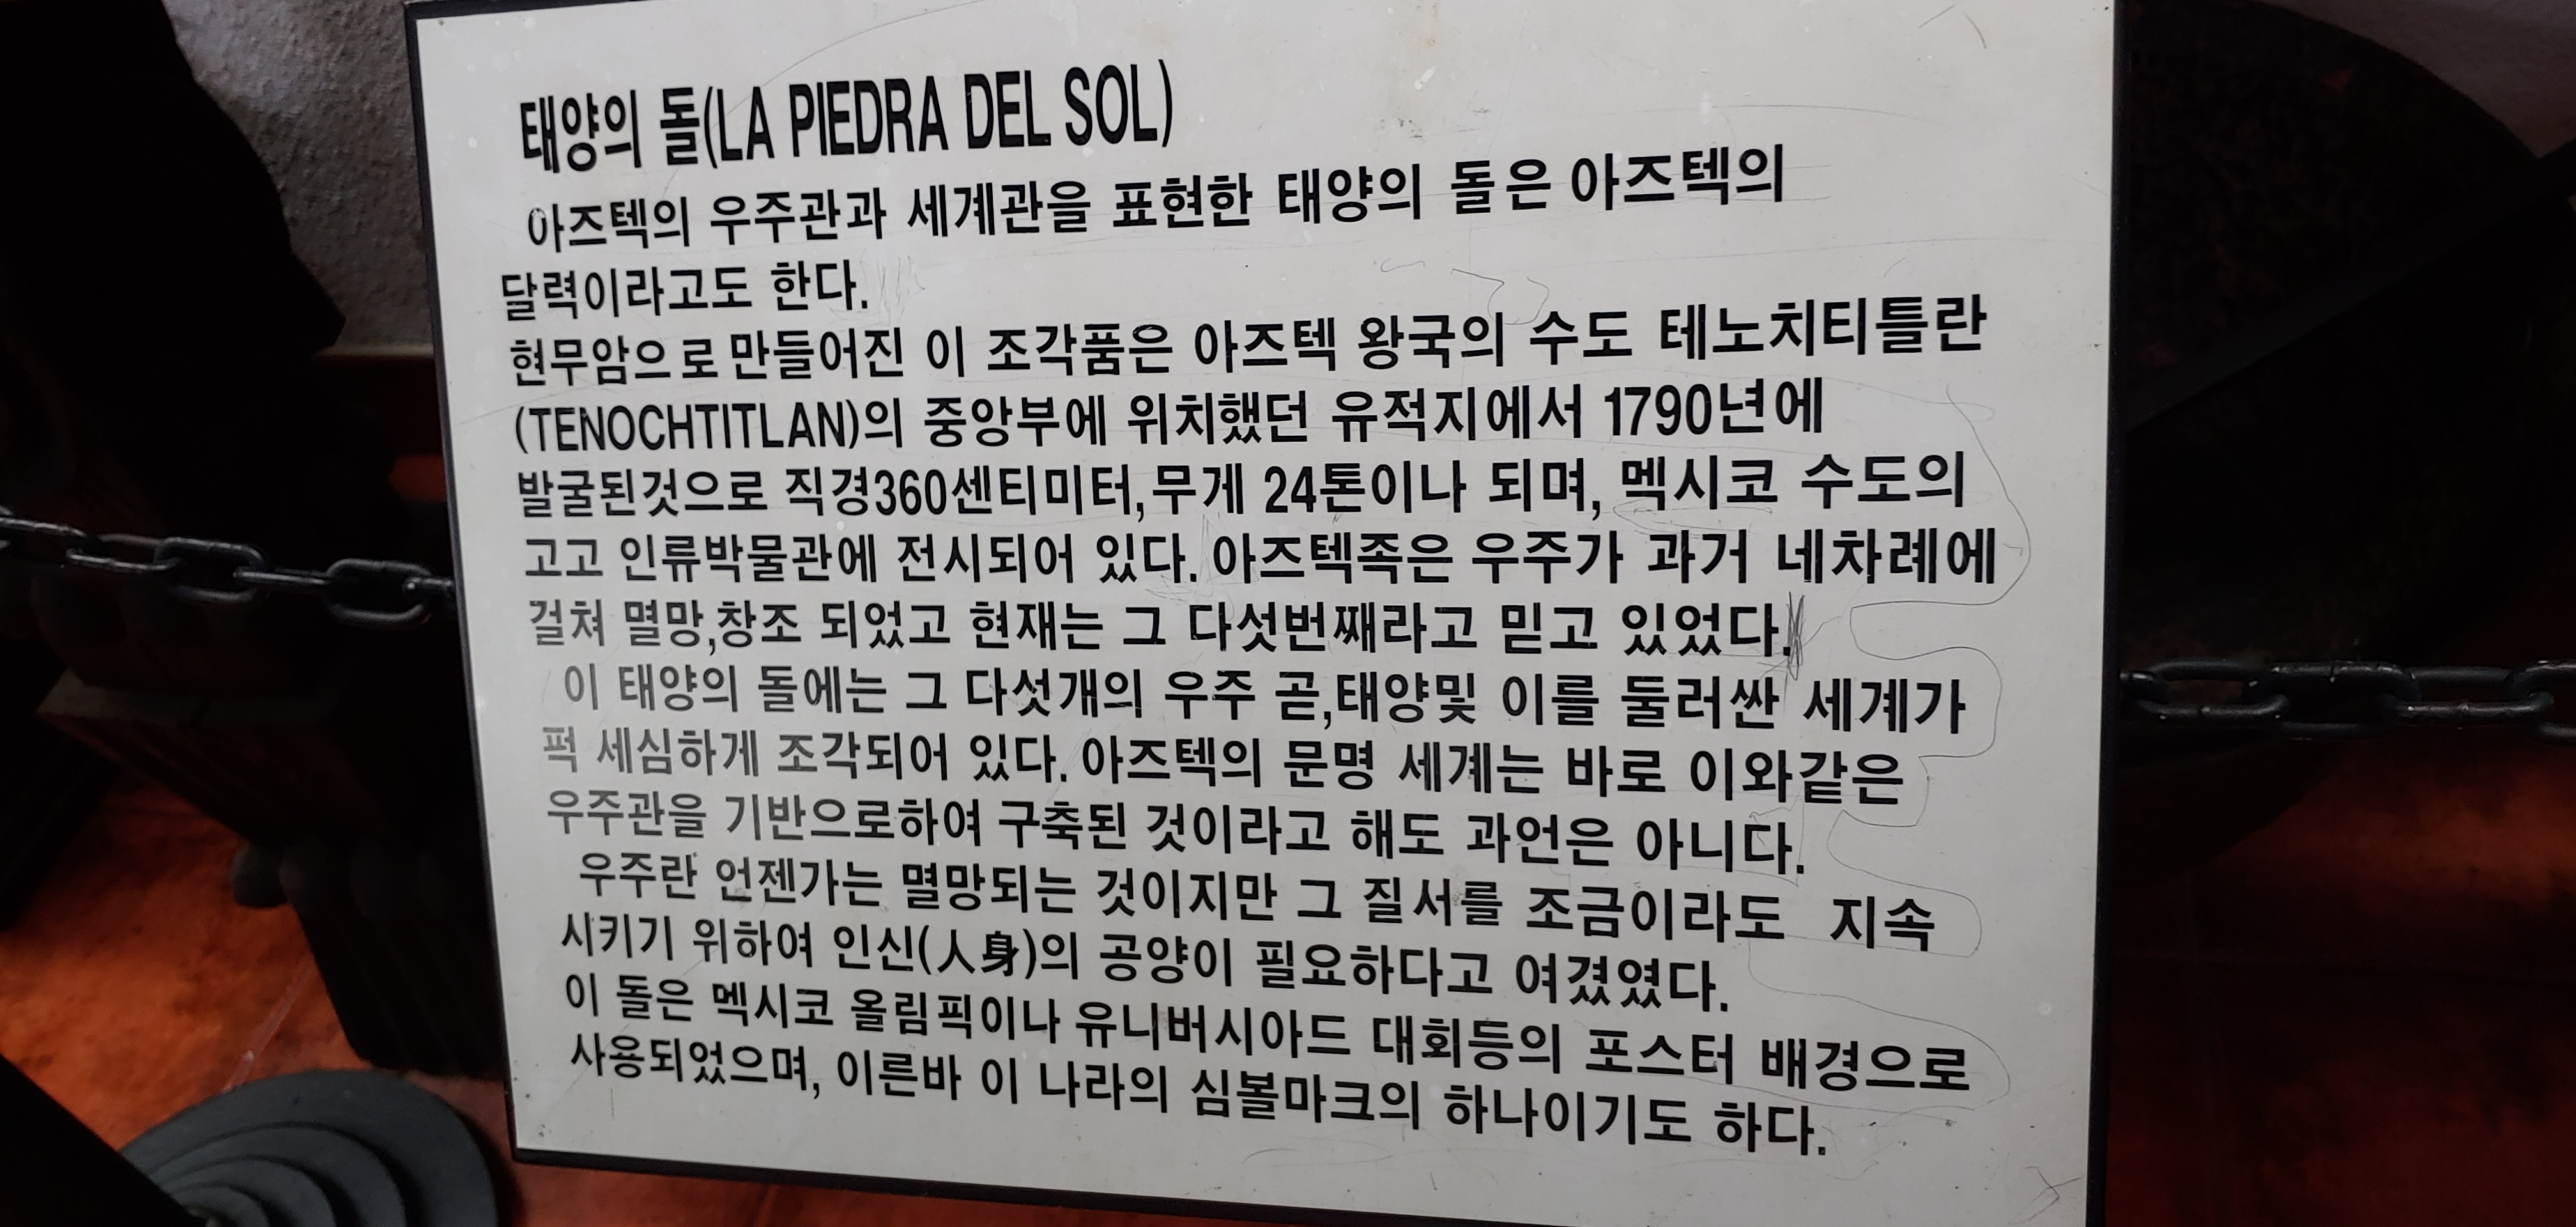 태양의 돌(LA PIEDRA DEL SOL)
아즈텍의 우주관과 세계관을 표현한 태양의 돌은 아즈텍의
달력이라고도 한다.
현무암으로 만들어진 이 조각품은 아즈텍 왕국의 수도 테노치티틀란
(TENOCHTITLAN)의 중앙부에 위치했던 유적지에서 1790년에
발굴된것으로 직경360센티미터,무게 24톤이나 되며, 멕시코 수도의
고고 인류박물관에 전시되어 있다. 아즈텍족은 우주가 과거 네차례에
걸쳐 멸망,창조 되었고 현재는 그 다섯번째라고 믿고 있었다.
이 태양의 돌에는 그 다섯개의 우주 곧,태양및 이를 둘러싼 세계가
퍽 세심하게 조각되어 있다. 아즈텍의 문명 세계는 바로 이와같은
우주관을 기반으로하여 구축된 것이라고 해도 과언은 아니다.
우주란 언젠가는 멸망되는 것이지만 그 질서를 조금이라도 지속
시키기 위하여 인신(人身)의 공양이 필요하다고 여겼였다.
이 돌은 멕시코 올림픽이나 유니버시아드 대회등의 포스터 배경으로
사용되었으며, 이른바 이 나라의 심볼마크의 하나이기도 하다.